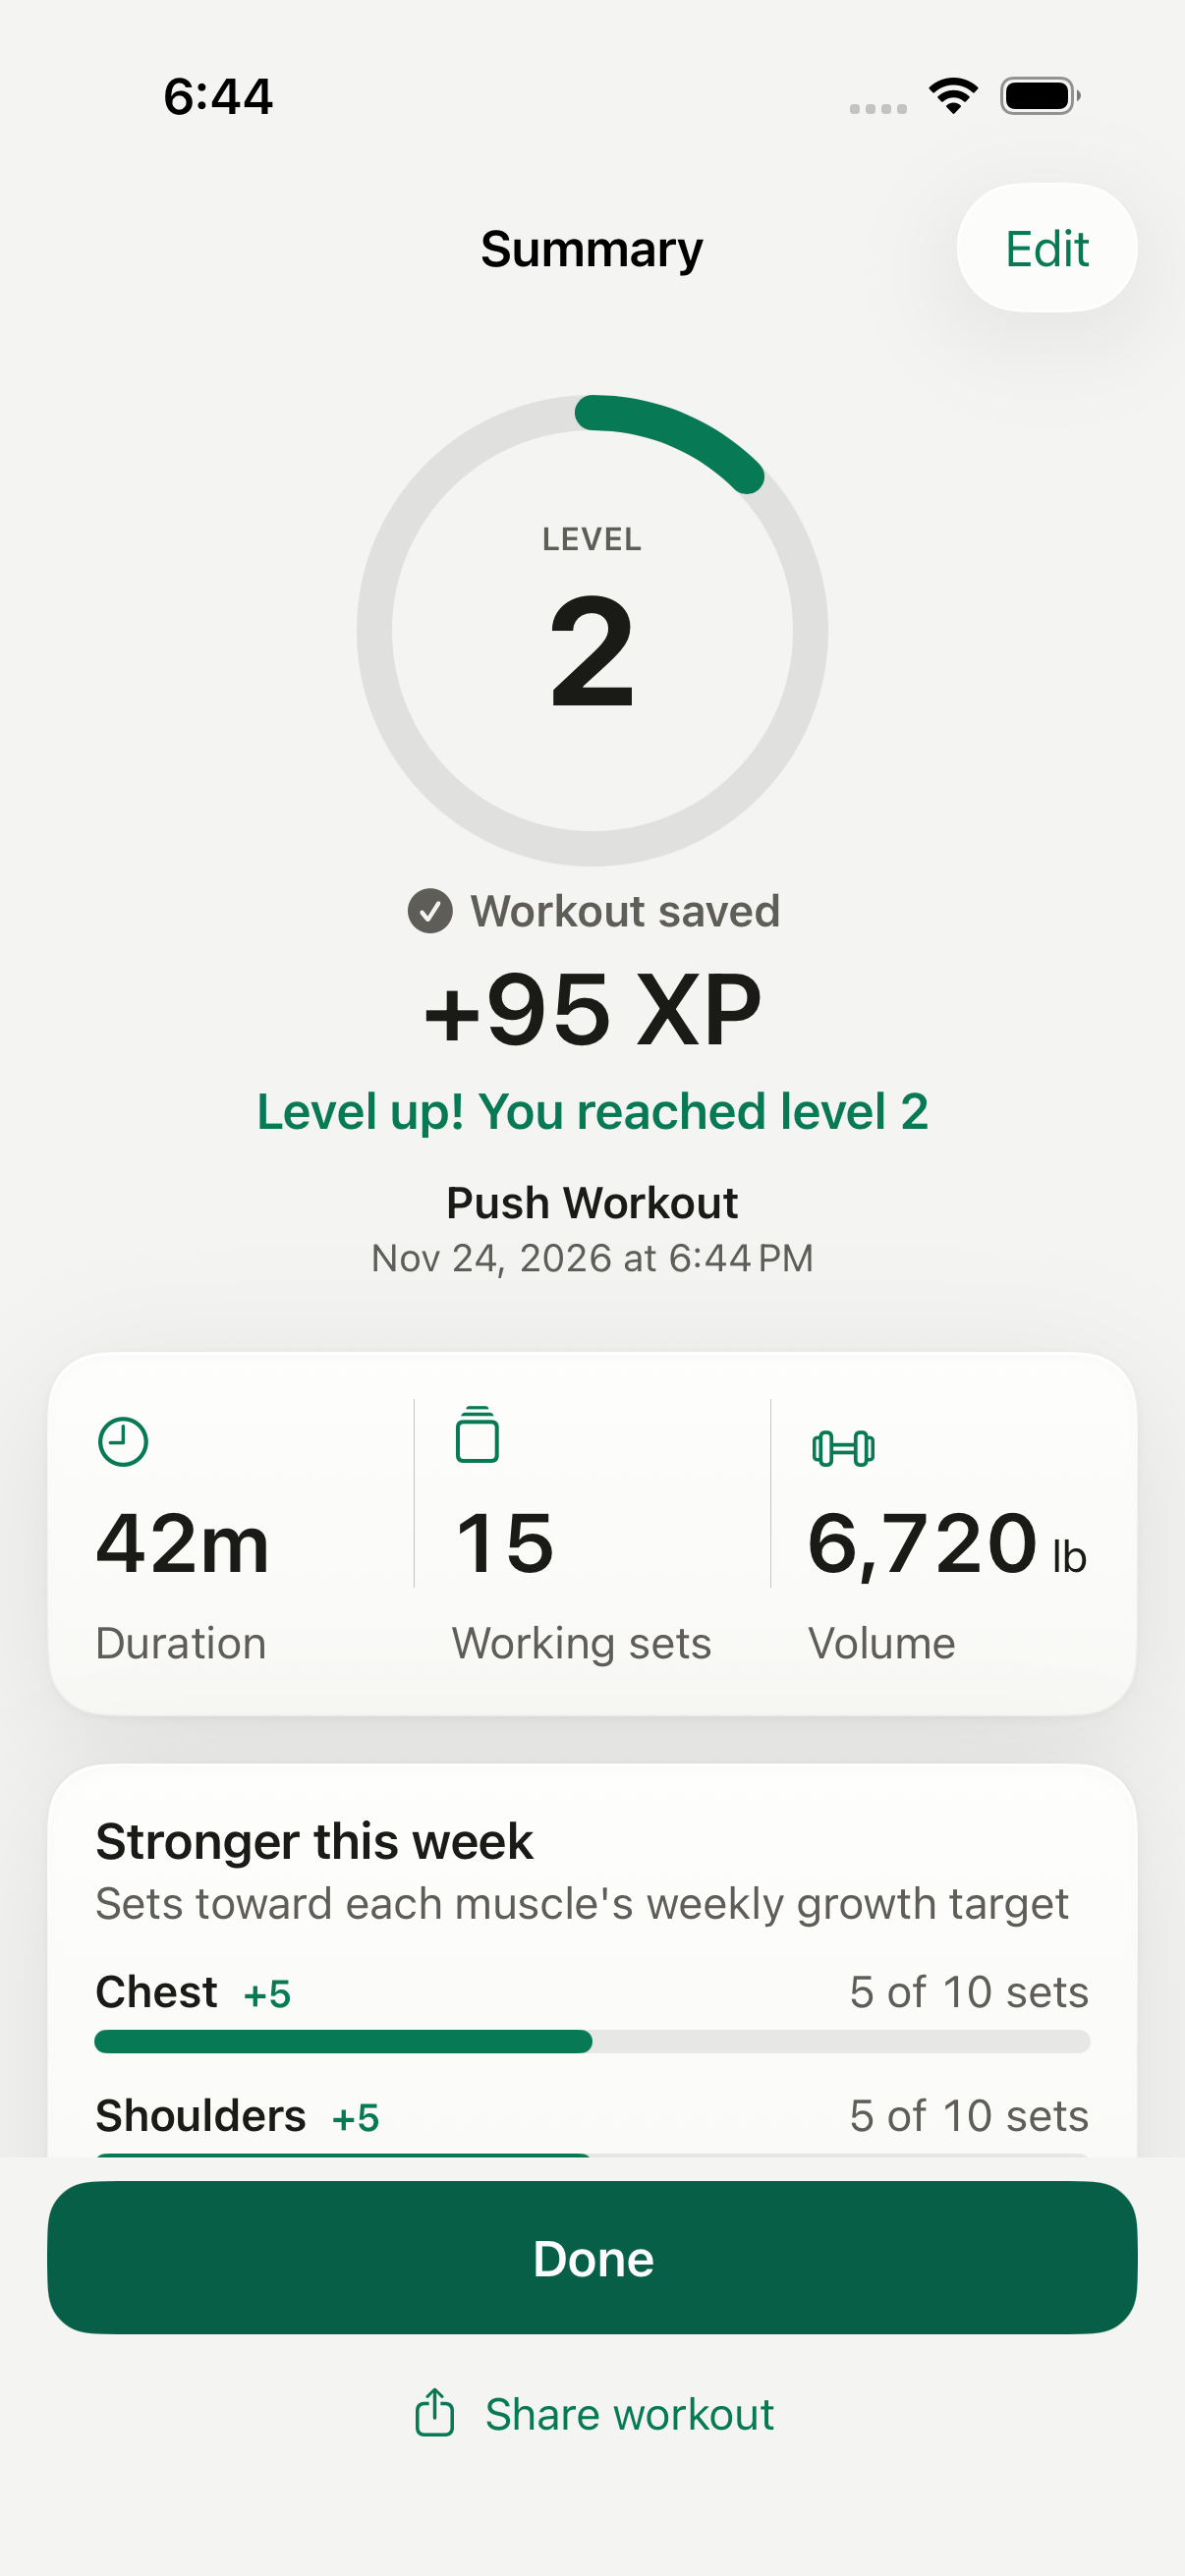 6:44
Summary
Edit
LEVEL
2
Workout saved
+95 XP
Level up! You reached level 2
Push Workout
Nov 24, 2026 at 6:44 PM
42m
15
6,720 lb
Duration
Working sets
Volume
Stronger this week
Sets toward each muscle's weekly growth target
Chest +5 5 of 10 sets
Shoulders +5 5 of 10 sets
Done
Share workout